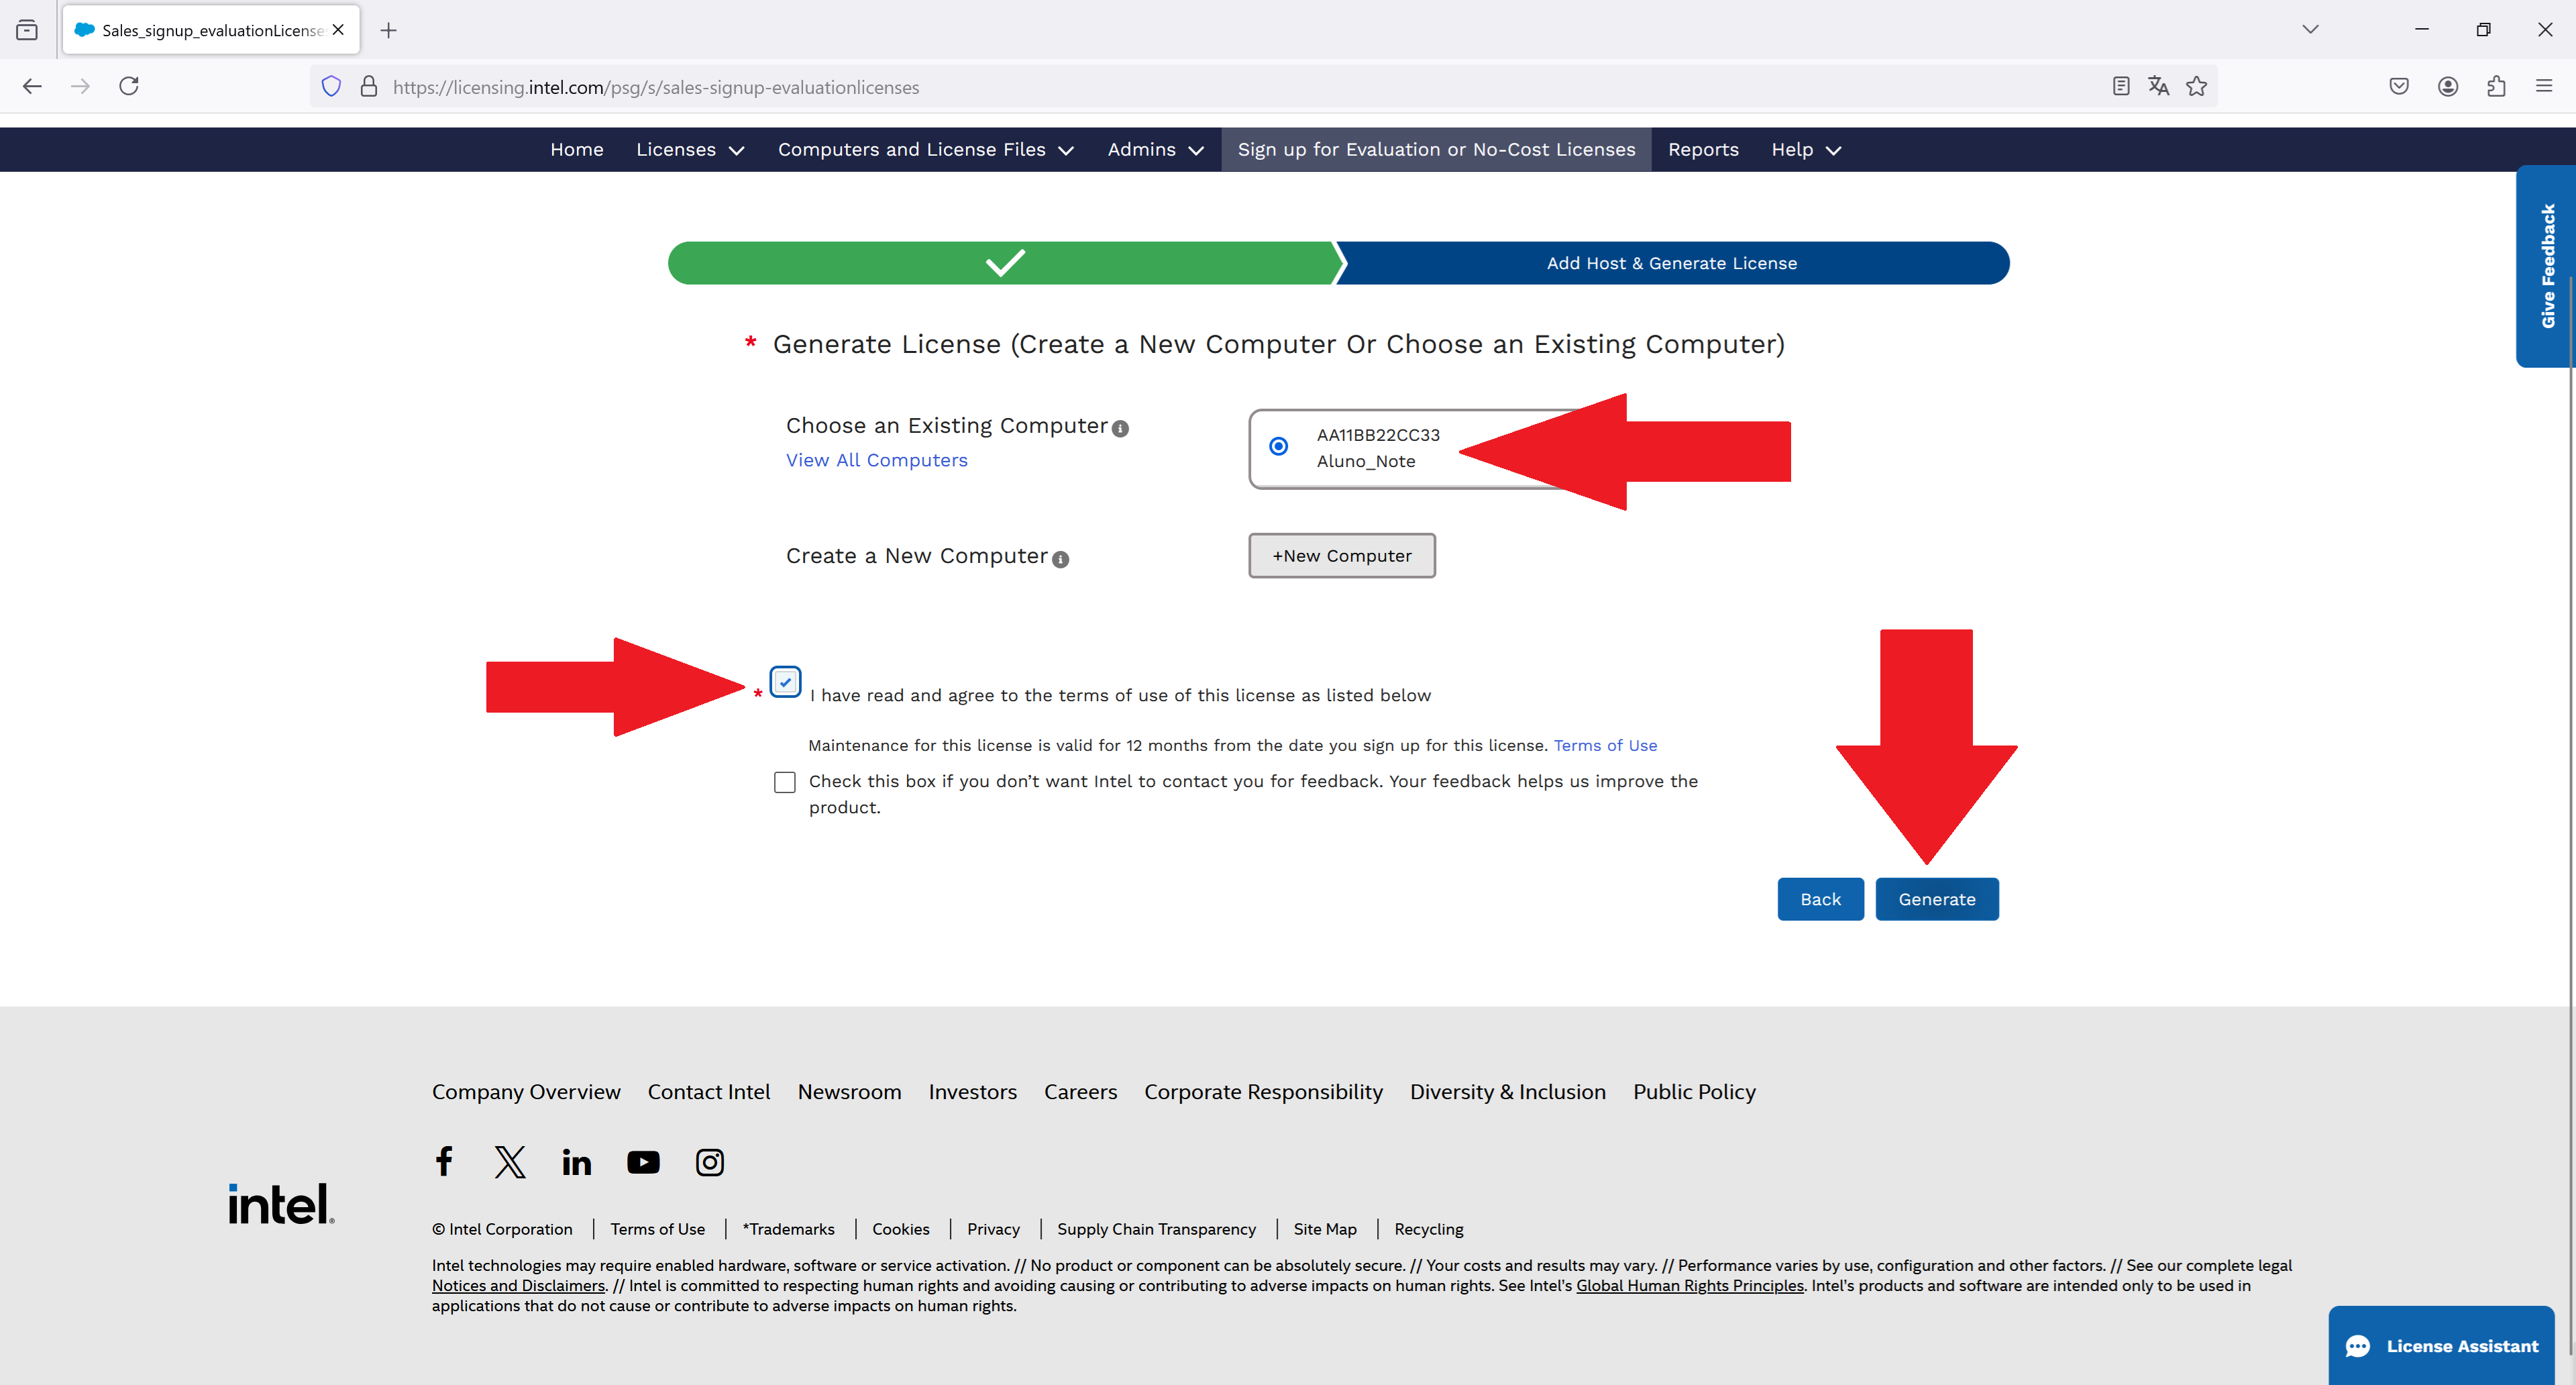 Sales_signup_evaluationLicense
https://licensing.intel.com/psg/s/sales-signup-evaluationlicenses
Home Licenses Computers and License Files Admins Sign up for Evaluation or No-Cost Licenses Reports Help
Give Feedback
Add Host & Generate License
* Generate License (Create a New Computer Or Choose an Existing Computer)
Choose an Existing Computer
View All Computers
AA11BB22CC33
Aluno_Note
Create a New Computer
+New Computer
* I have read and agree to the terms of use of this license as listed below
Maintenance for this license is valid for 12 months from the date you sign up for this license. Terms of Use
Check this box if you don’t want Intel to contact you for feedback. Your feedback helps us improve the
product.
Back Generate
Company Overview Contact Intel Newsroom Investors Careers Corporate Responsibility Diversity & Inclusion Public Policy
intel.
© Intel Corporation | Terms of Use | *Trademarks | Cookies | Privacy | Supply Chain Transparency | Site Map | Recycling
Intel technologies may require enabled hardware, software or service activation. // No product or component can be absolutely secure. // Your costs and results may vary. // Performance varies by use, configuration and other factors. // See our complete legal
Notices and Disclaimers. // Intel is committed to respecting human rights and avoiding causing or contributing to adverse impacts on human rights. See Intel's Global Human Rights Principles. Intel's products and software are intended only to be used in
applications that do not cause or contribute to adverse impacts on human rights.
License Assistant